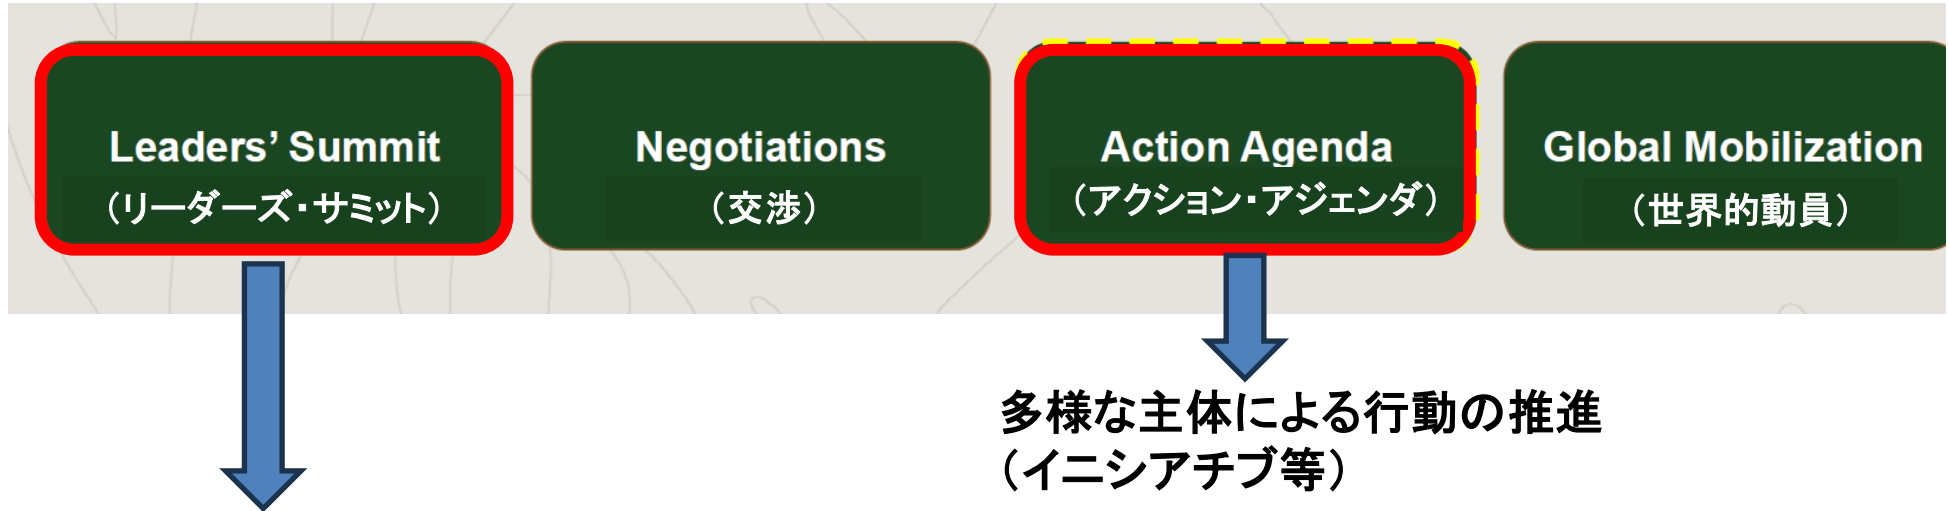 Leaders’ Summit
（リーダーズ・サミット）
Negotiations
（交渉）
Action Agenda
（アクション・アジェンダ）
Global Mobilization
（世界的動員）
多様な主体による行動の推進
（イニシアチブ等）